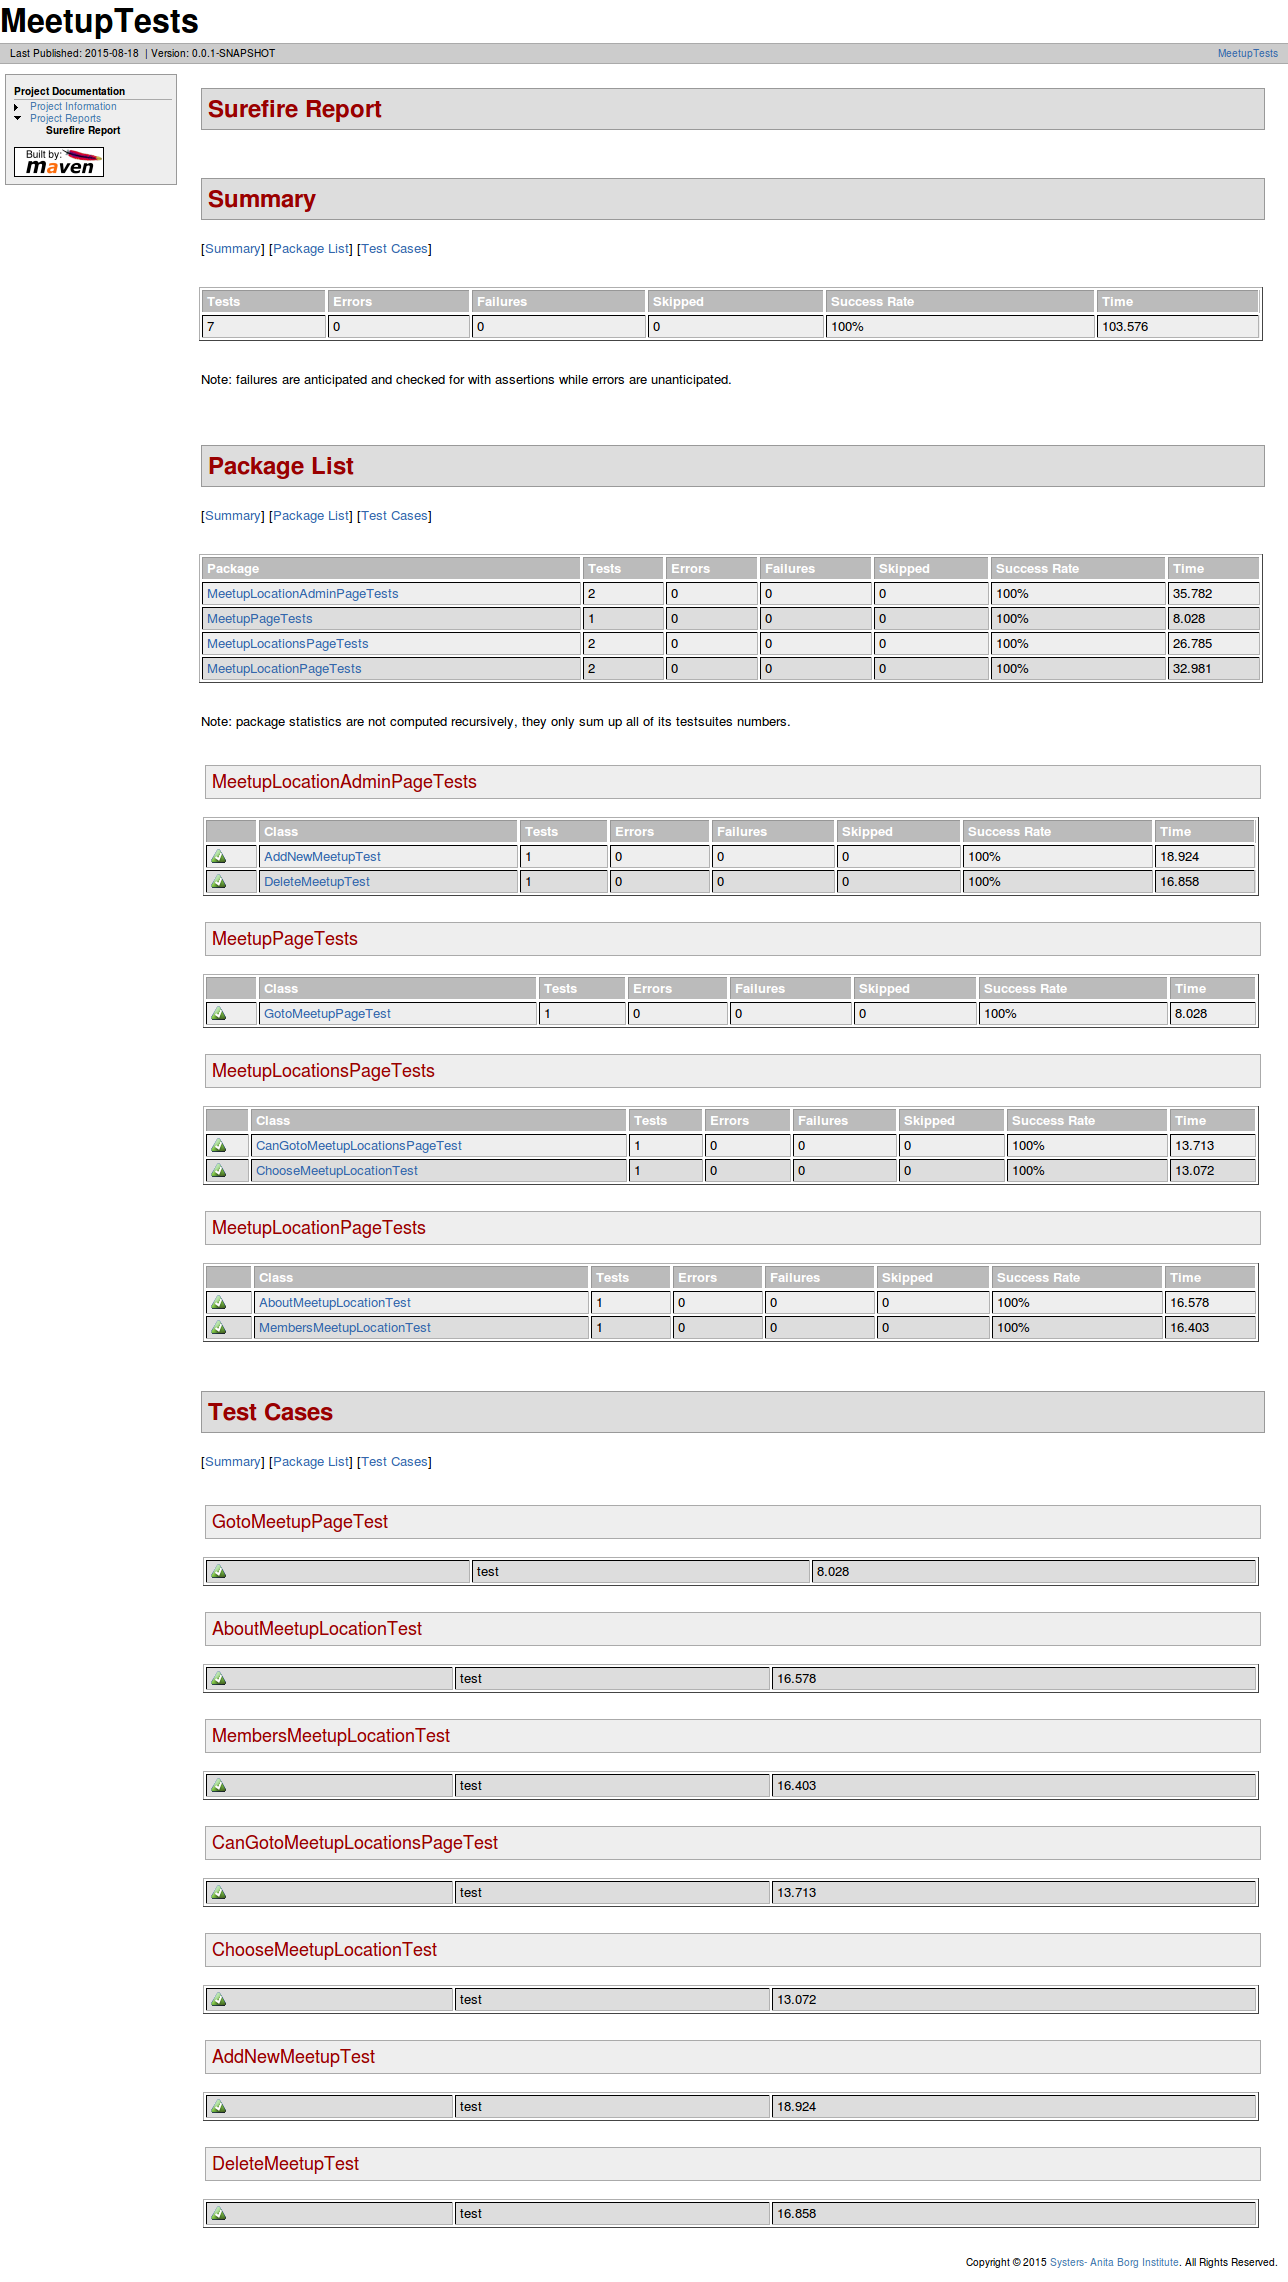 MeetupTests
Last Published: 2015-08-18 | Version: 0.0.1-SNAPSHOT MeetupTests
Project Documentation
Project Information
Project Reports
Surefire Report
Built by:
maven
Surefire Report
Summary
[Summary] [Package List] [Test Cases]
Tests Errors Failures Skipped Success Rate Time
7 0 0 0 100% 103.576
Note: failures are anticipated and checked for with assertions while errors are unanticipated.
Package List
[Summary] [Package List] [Test Cases]
Package Tests Errors Failures Skipped Success Rate Time
MeetupLocationAdminPageTests 2 0 0 0 100% 35.782
MeetupPageTests 1 0 0 0 100% 8.028
MeetupLocationsPageTests 2 0 0 0 100% 26.785
MeetupLocationPageTests 2 0 0 0 100% 32.981
Note: package statistics are not computed recursively, they only sum up all of its testsuites numbers.
MeetupLocationAdminPageTests
Class Tests Errors Failures Skipped Success Rate Time
AddNewMeetupTest 1 0 0 0 100% 18.924
DeleteMeetupTest 1 0 0 0 100% 16.858
MeetupPageTests
Class Tests Errors Failures Skipped Success Rate Time
GotoMeetupPageTest 1 0 0 0 100% 8.028
MeetupLocationsPageTests
Class Tests Errors Failures Skipped Success Rate Time
CanGotoMeetupLocationsPageTest 1 0 0 0 100% 13.713
ChooseMeetupLocationTest 1 0 0 0 100% 13.072
MeetupLocationPageTests
Class Tests Errors Failures Skipped Success Rate Time
AboutMeetupLocationTest 1 0 0 0 100% 16.578
MembersMeetupLocationTest 1 0 0 0 100% 16.403
Test Cases
[Summary] [Package List] [Test Cases]
GotoMeetupPageTest
test 8.028
AboutMeetupLocationTest
test 16.578
MembersMeetupLocationTest
test 16.403
CanGotoMeetupLocationsPageTest
test 13.713
ChooseMeetupLocationTest
test 13.072
AddNewMeetupTest
test 18.924
DeleteMeetupTest
test 16.858
Copyright © 2015 Systers- Anita Borg Institute. All Rights Reserved.